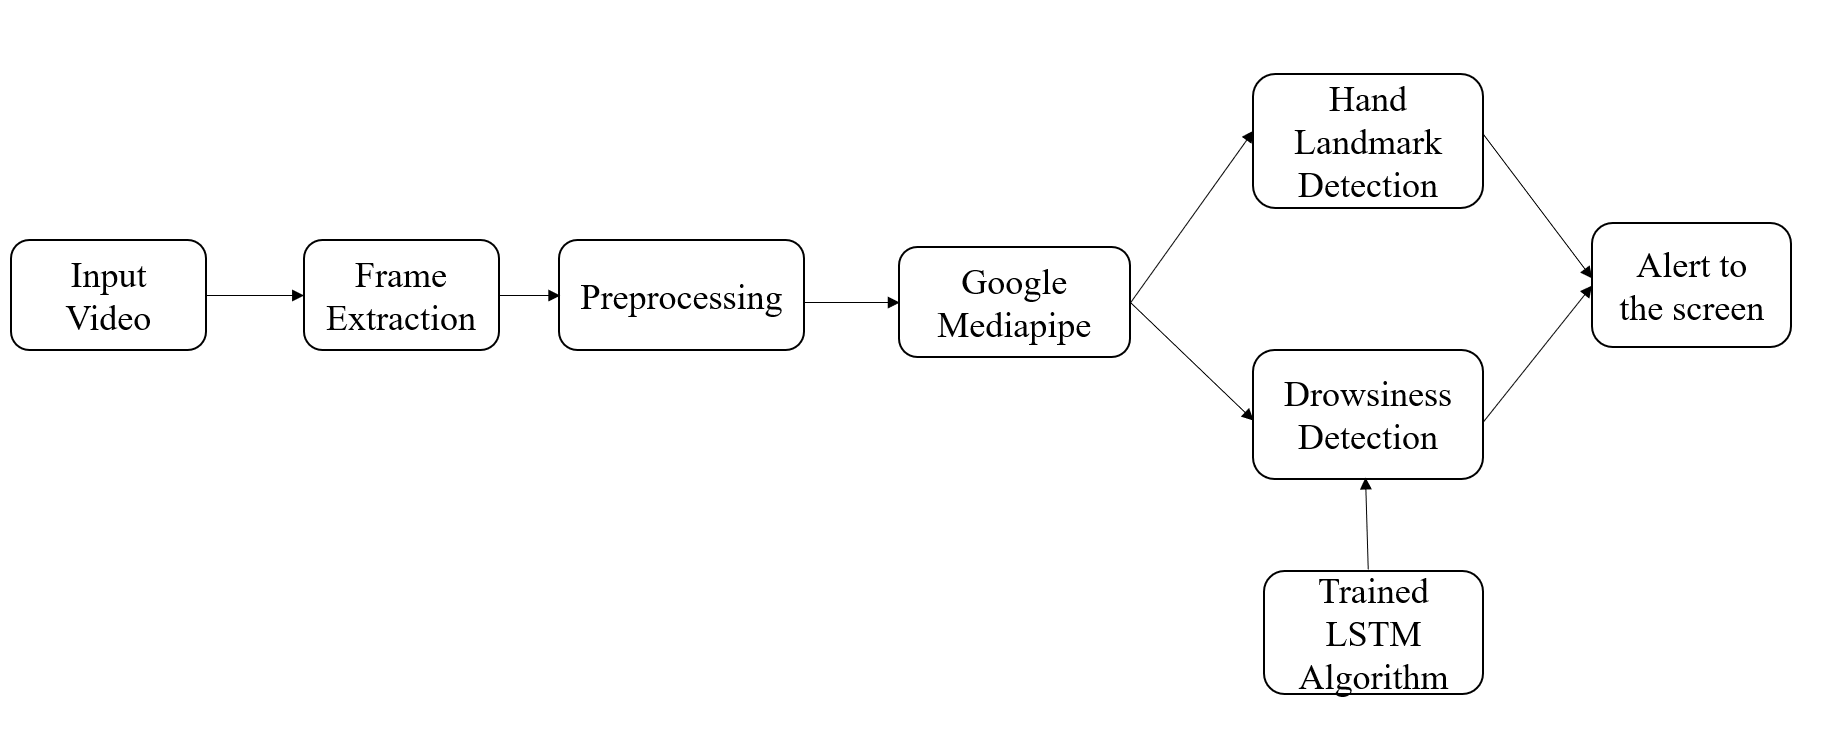 Input
Video
Frame
Extraction
Preprocessing
Google
Mediapipe
Hand
Landmark
Detection
Drowsiness
Detection
Trained
LSTM
Algorithm
Alert to
the screen